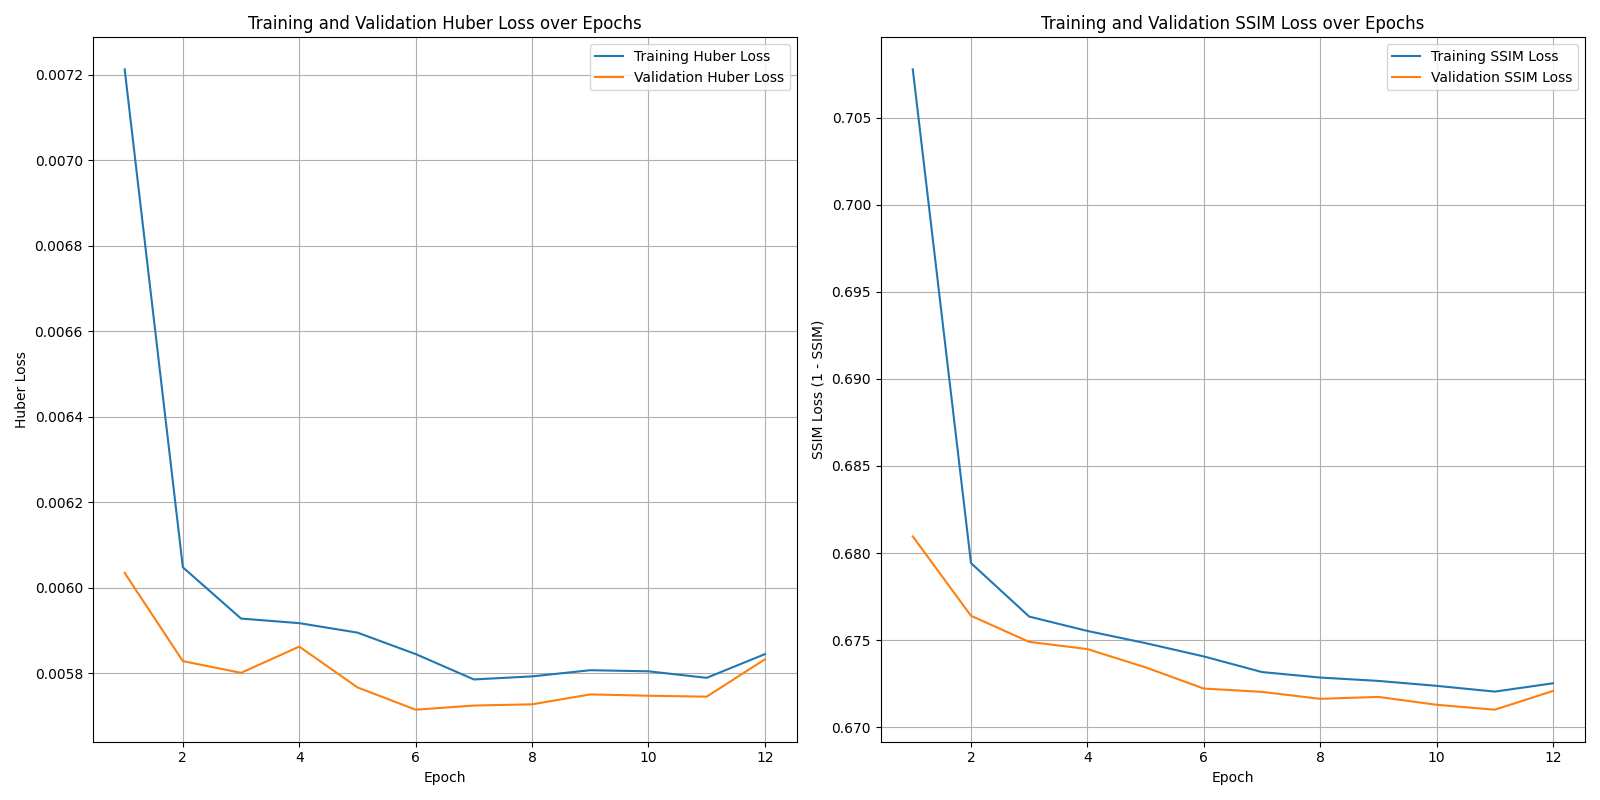 Training and Validation Huber Loss over Epochs
Training Huber Loss
Validation Huber Loss
0.0072
0.0070
0.0068
0.0066
0.0064
0.0062
0.0060
0.0058
Huber Loss
2 4 6 8 10 12
Epoch
Training and Validation SSIM Loss over Epochs
Training SSIM Loss
Validation SSIM Loss
0.705
0.700
0.695
0.690
0.685
0.680
0.675
0.670
SSIM Loss (1 - SSIM)
2 4 6 8 10 12
Epoch